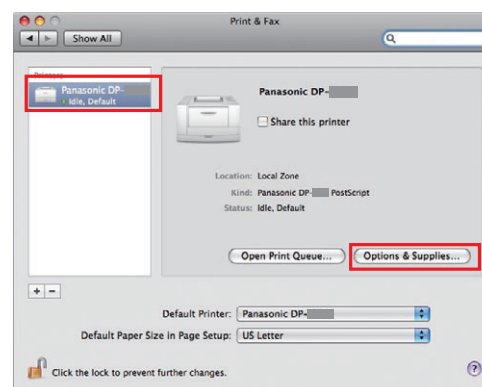 Print & Fax
Show All
Printers
Panasonic DP-
Idle, Default
Panasonic DP-
Share this printer
Location: Local Zone
Kind: Panasonic DP- PostScript
Status: Idle, Default
Open Print Queue... Options & Supplies...
+ −
Default Printer: Panasonic DP-
Default Paper Size in Page Setup: US Letter
Click the lock to prevent further changes. ?